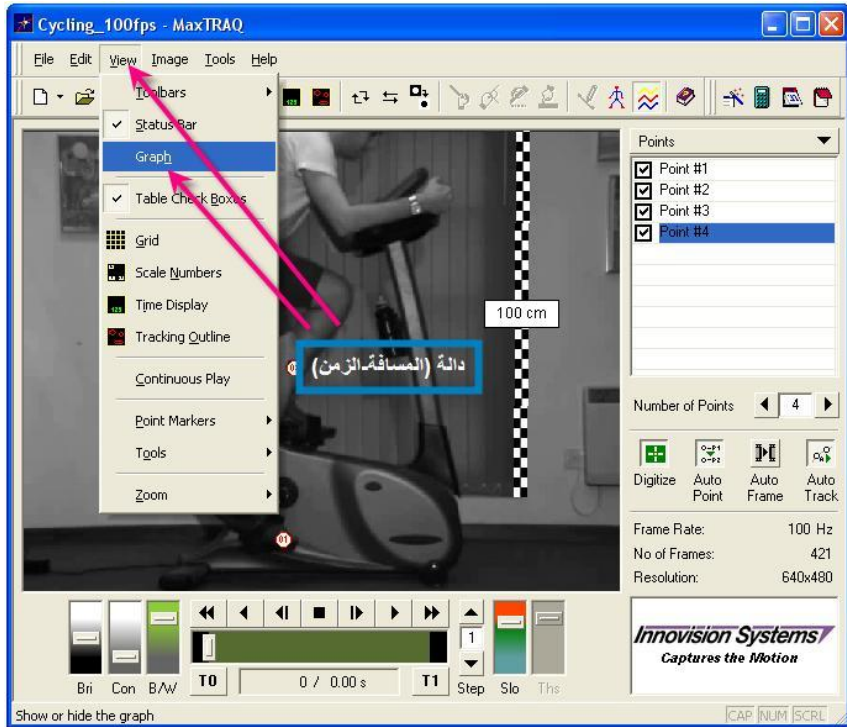 Cycling_100fps - MaxTRAQ
File Edit View Image Tools Help
Toolbars
Status Bar
Graph
Table Check Boxes
Grid
Scale Numbers
Time Display
Tracking Outline
Continuous Play
Point Markers
Tools
Zoom
100 cm
دالة (المسافة-الزمن)
01
Points
Point #1
Point #2
Point #3
Point #4
Number of Points 4
Digitize Auto Point Auto Frame Auto Track
Frame Rate: 100 Hz
No of Frames: 421
Resolution: 640x480
Innovision Systems
Captures the Motion
1
T0 0 / 0.00 s T1
Bri Con B/W Step Slo Ths
Show or hide the graph CAP NUM SCRL